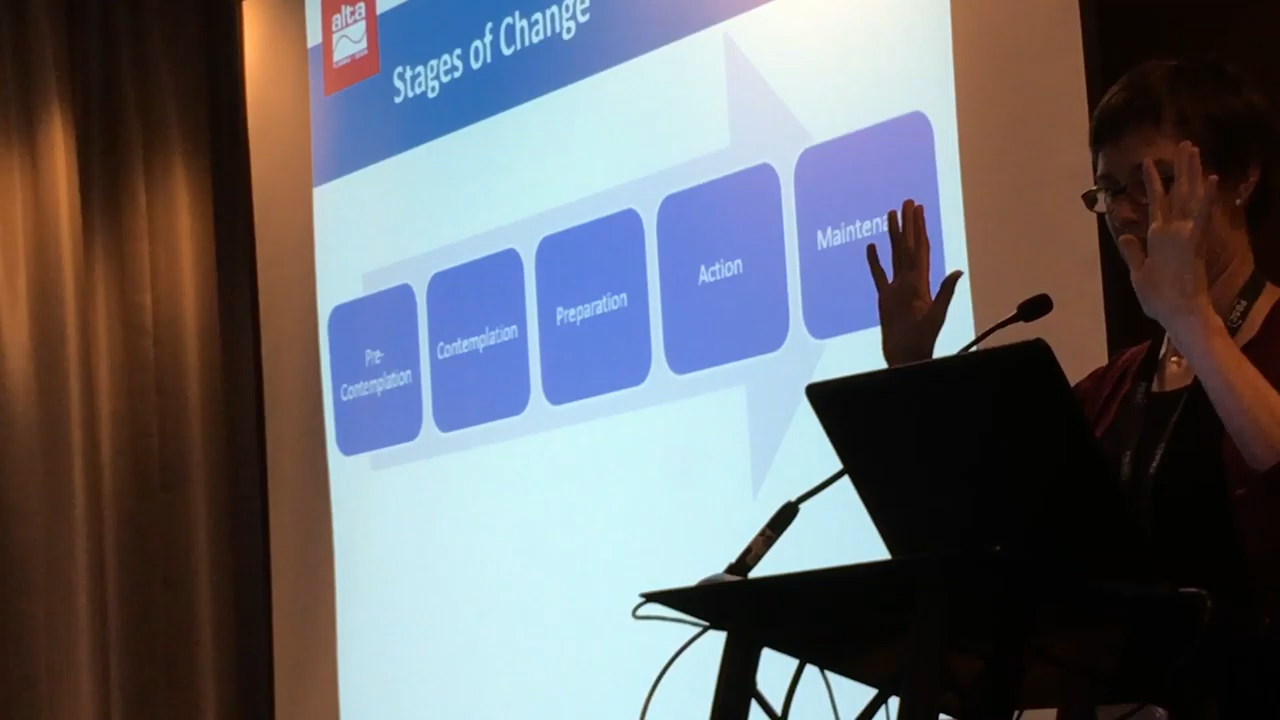 alta
Stages of Change
Pre-
Contemplation
Contemplation
Preparation
Action
Maintena